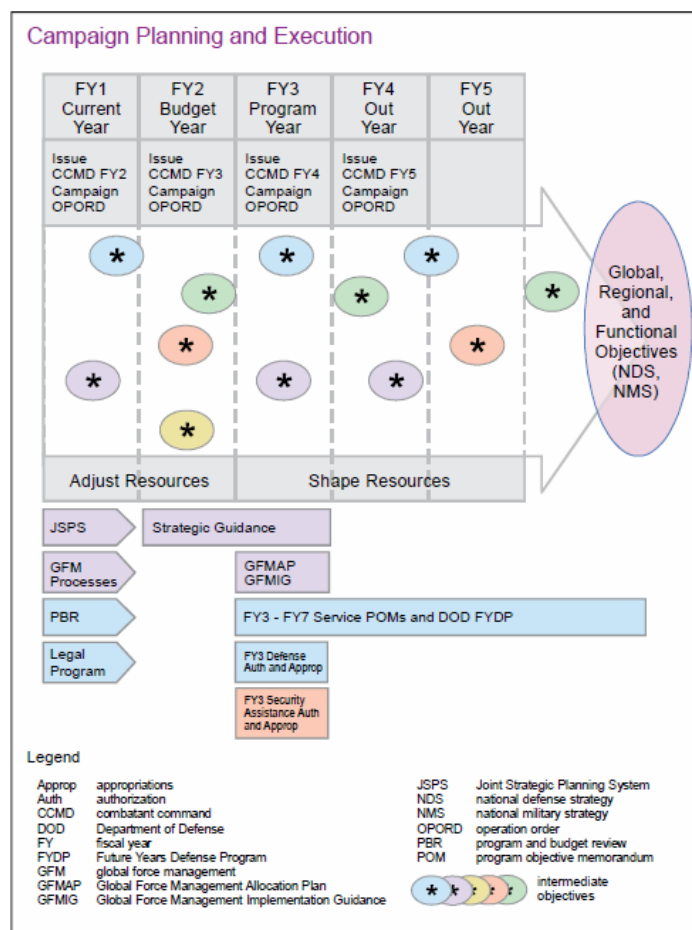 Campaign Planning and Execution
FY1
Current
Year
FY2
Budget
Year
FY3
Program
Year
FY4
Out
Year
FY5
Out
Year
Issue
CCMD FY2
Campaign
OPORD
Issue
CCMD FY3
Campaign
OPORD
Issue
CCMD FY4
Campaign
OPORD
Issue
CCMD FY5
Campaign
OPORD
* * *
* * *
* *
* * *
*
Global,
Regional,
and
Functional
Objectives
(NDS,
NMS)
Adjust Resources
Shape Resources
JSPS
Strategic Guidance
GFM
Processes
GFMAP
GFMIG
PBR
FY3 - FY7 Service POMs and DOD FYDP
Legal
Program
FY3 Defense
Auth and Approp
FY3 Security
Assistance Auth
and Approp
Legend
Approp appropriations
Auth authorization
CCMD combatant command
DOD Department of Defense
FY fiscal year
FYDP Future Years Defense Program
GFM global force management
GFMAP Global Force Management Allocation Plan
GFMIG Global Force Management Implementation Guidance
JSPS Joint Strategic Planning System
NDS national defense strategy
NMS national military strategy
OPORD operation order
PBR program and budget review
POM program objective memorandum
* * * * * intermediate
objectives